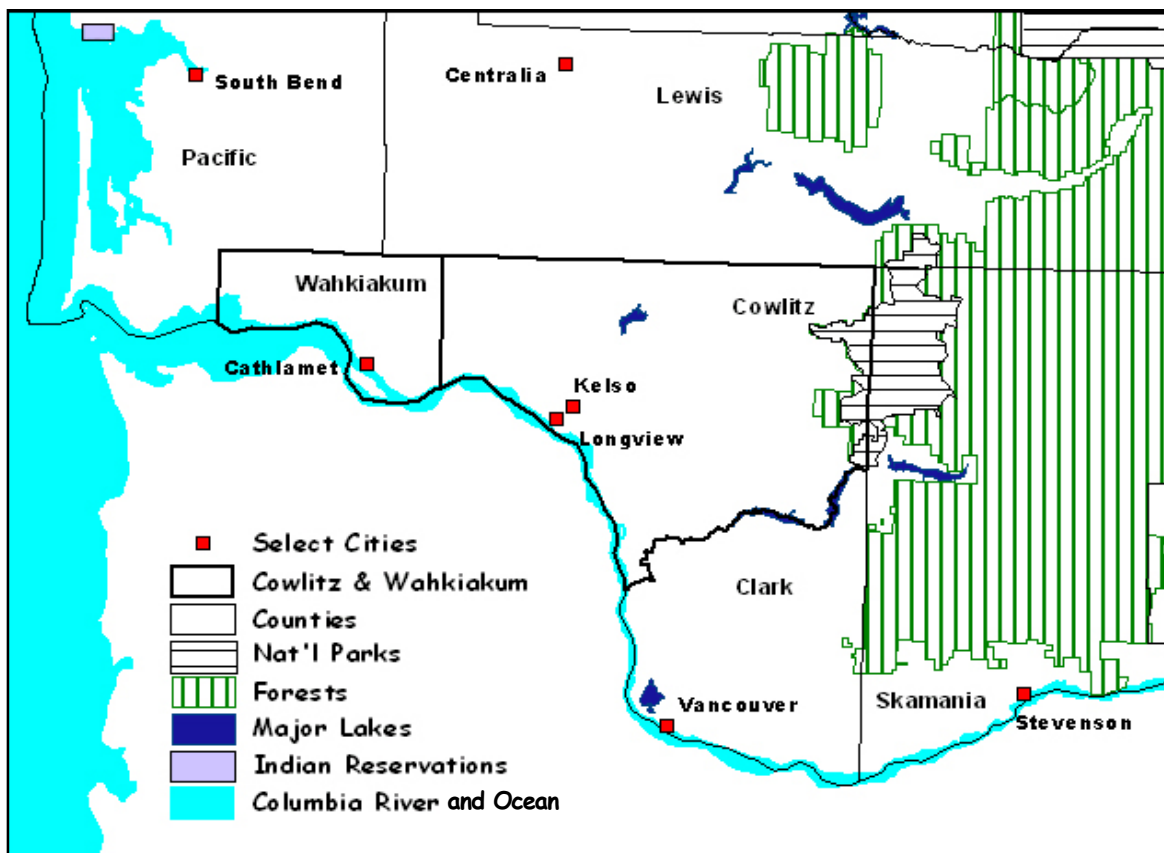 South Bend
Centralia
Lewis
Pacific
Wahkiakum
Cowlitz
Cathlamet
Kelso
Longview
Clark
Skamania
Vancouver
Stevenson
Select Cities
Cowlitz & Wahkiakum
Counties
Nat'l Parks
Forests
Major Lakes
Indian Reservations
Columbia River and Ocean